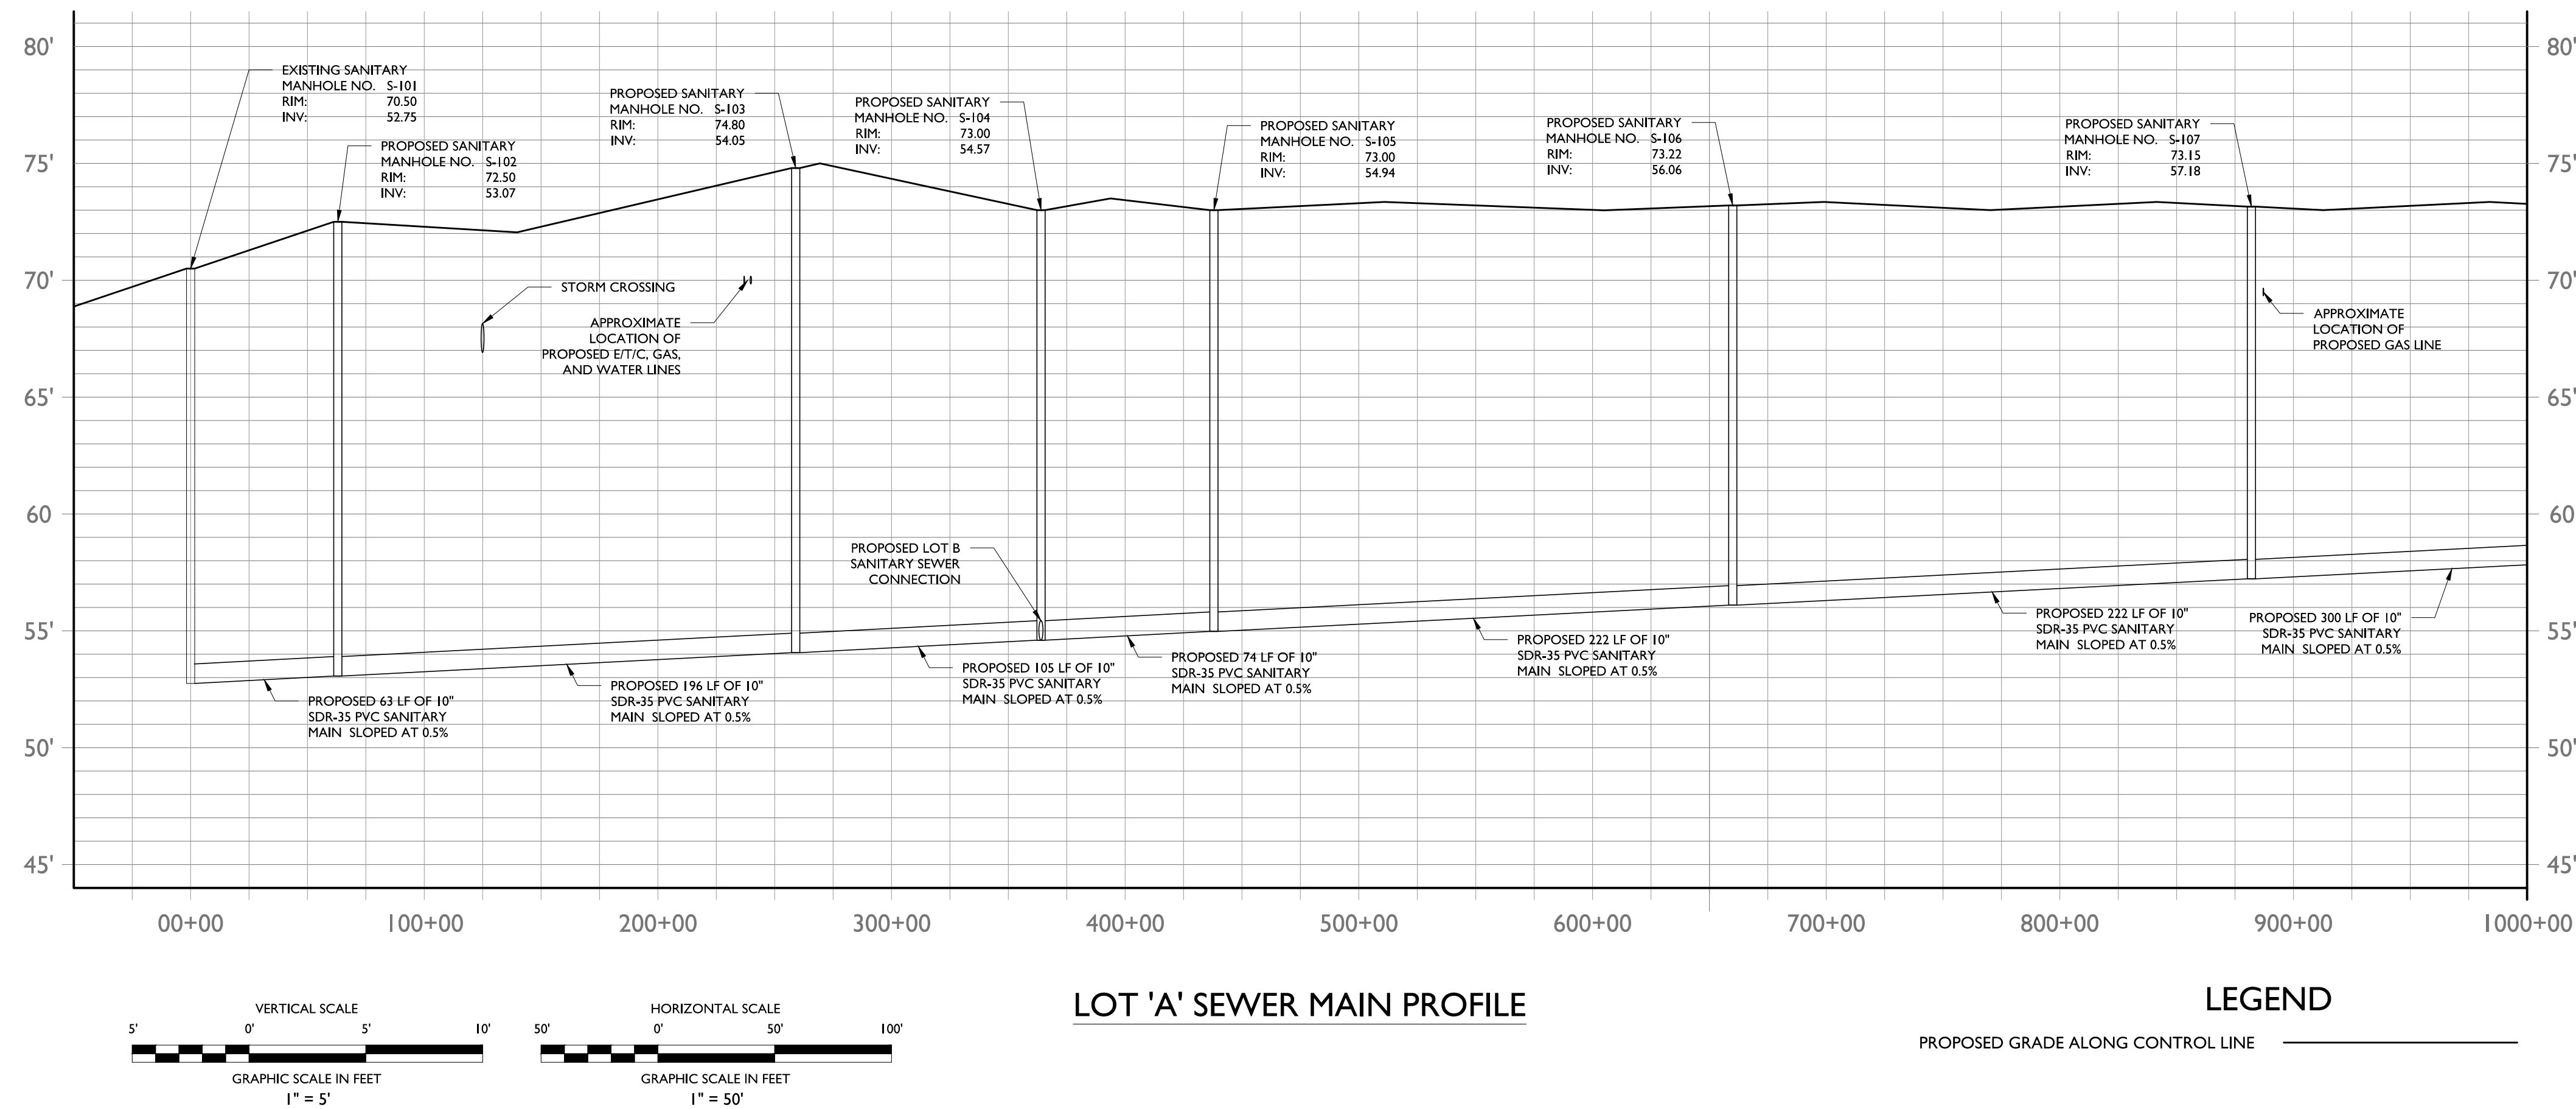 80'
80'
EXISTING SANITARY
MANHOLE NO. S-101
RIM: 70.50
INV: 52.75
PROPOSED SANITARY
MANHOLE NO. S-102
RIM: 72.50
INV: 53.07
PROPOSED SANITARY
MANHOLE NO. S-103
RIM: 74.80
INV: 54.05
PROPOSED SANITARY
MANHOLE NO. S-104
RIM: 73.00
INV: 54.57
PROPOSED SANITARY
MANHOLE NO. S-105
RIM: 73.00
INV: 54.94
PROPOSED SANITARY
MANHOLE NO. S-106
RIM: 73.22
INV: 56.06
PROPOSED SANITARY
MANHOLE NO. S-107
RIM: 73.15
INV: 57.18
75'
75'
70'
70'
STORM CROSSING
APPROXIMATE
LOCATION OF
PROPOSED E/T/C, GAS,
AND WATER LINES
APPROXIMATE
LOCATION OF
PROPOSED GAS LINE
65'
65'
60
60
PROPOSED LOT B
SANITARY SEWER
CONNECTION
55'
55'
PROPOSED 63 LF OF 10"
SDR-35 PVC SANITARY
MAIN SLOPED AT 0.5%
PROPOSED 196 LF OF 10"
SDR-35 PVC SANITARY
MAIN SLOPED AT 0.5%
PROPOSED 105 LF OF 10"
SDR-35 PVC SANITARY
MAIN SLOPED AT 0.5%
PROPOSED 74 LF OF 10"
SDR-35 PVC SANITARY
MAIN SLOPED AT 0.5%
PROPOSED 222 LF OF 10"
SDR-35 PVC SANITARY
MAIN SLOPED AT 0.5%
PROPOSED 222 LF OF 10"
SDR-35 PVC SANITARY
MAIN SLOPED AT 0.5%
PROPOSED 300 LF OF 10"
SDR-35 PVC SANITARY
MAIN SLOPED AT 0.5%
50'
50'
45'
45'
00+00 100+00 200+00 300+00 400+00 500+00 600+00 700+00 800+00 900+00 1000+00
VERTICAL SCALE
5' 0' 5' 10'
GRAPHIC SCALE IN FEET
1" = 5'
HORIZONTAL SCALE
50' 0' 50' 100'
GRAPHIC SCALE IN FEET
1" = 50'
LOT 'A' SEWER MAIN PROFILE
LEGEND
PROPOSED GRADE ALONG CONTROL LINE